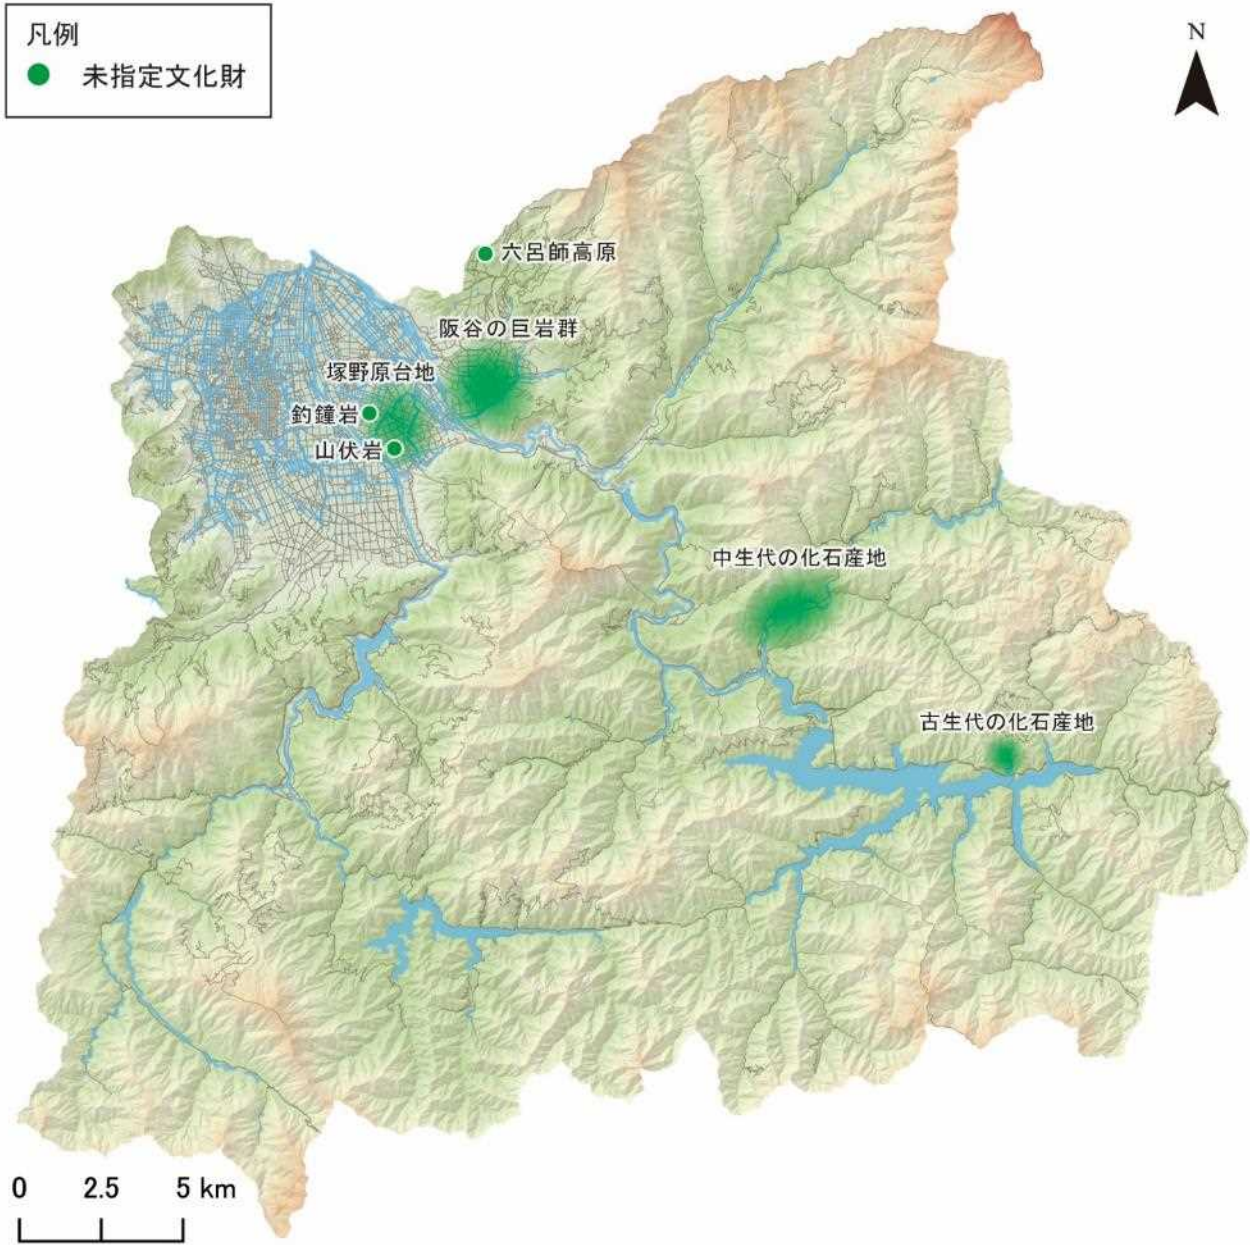 凡例
未指定文化財
N
六呂師高原
阪谷の巨岩群
塚野原台地
釣鐘岩
山伏岩
中生代の化石産地
古生代の化石産地
0 2.5 5 km